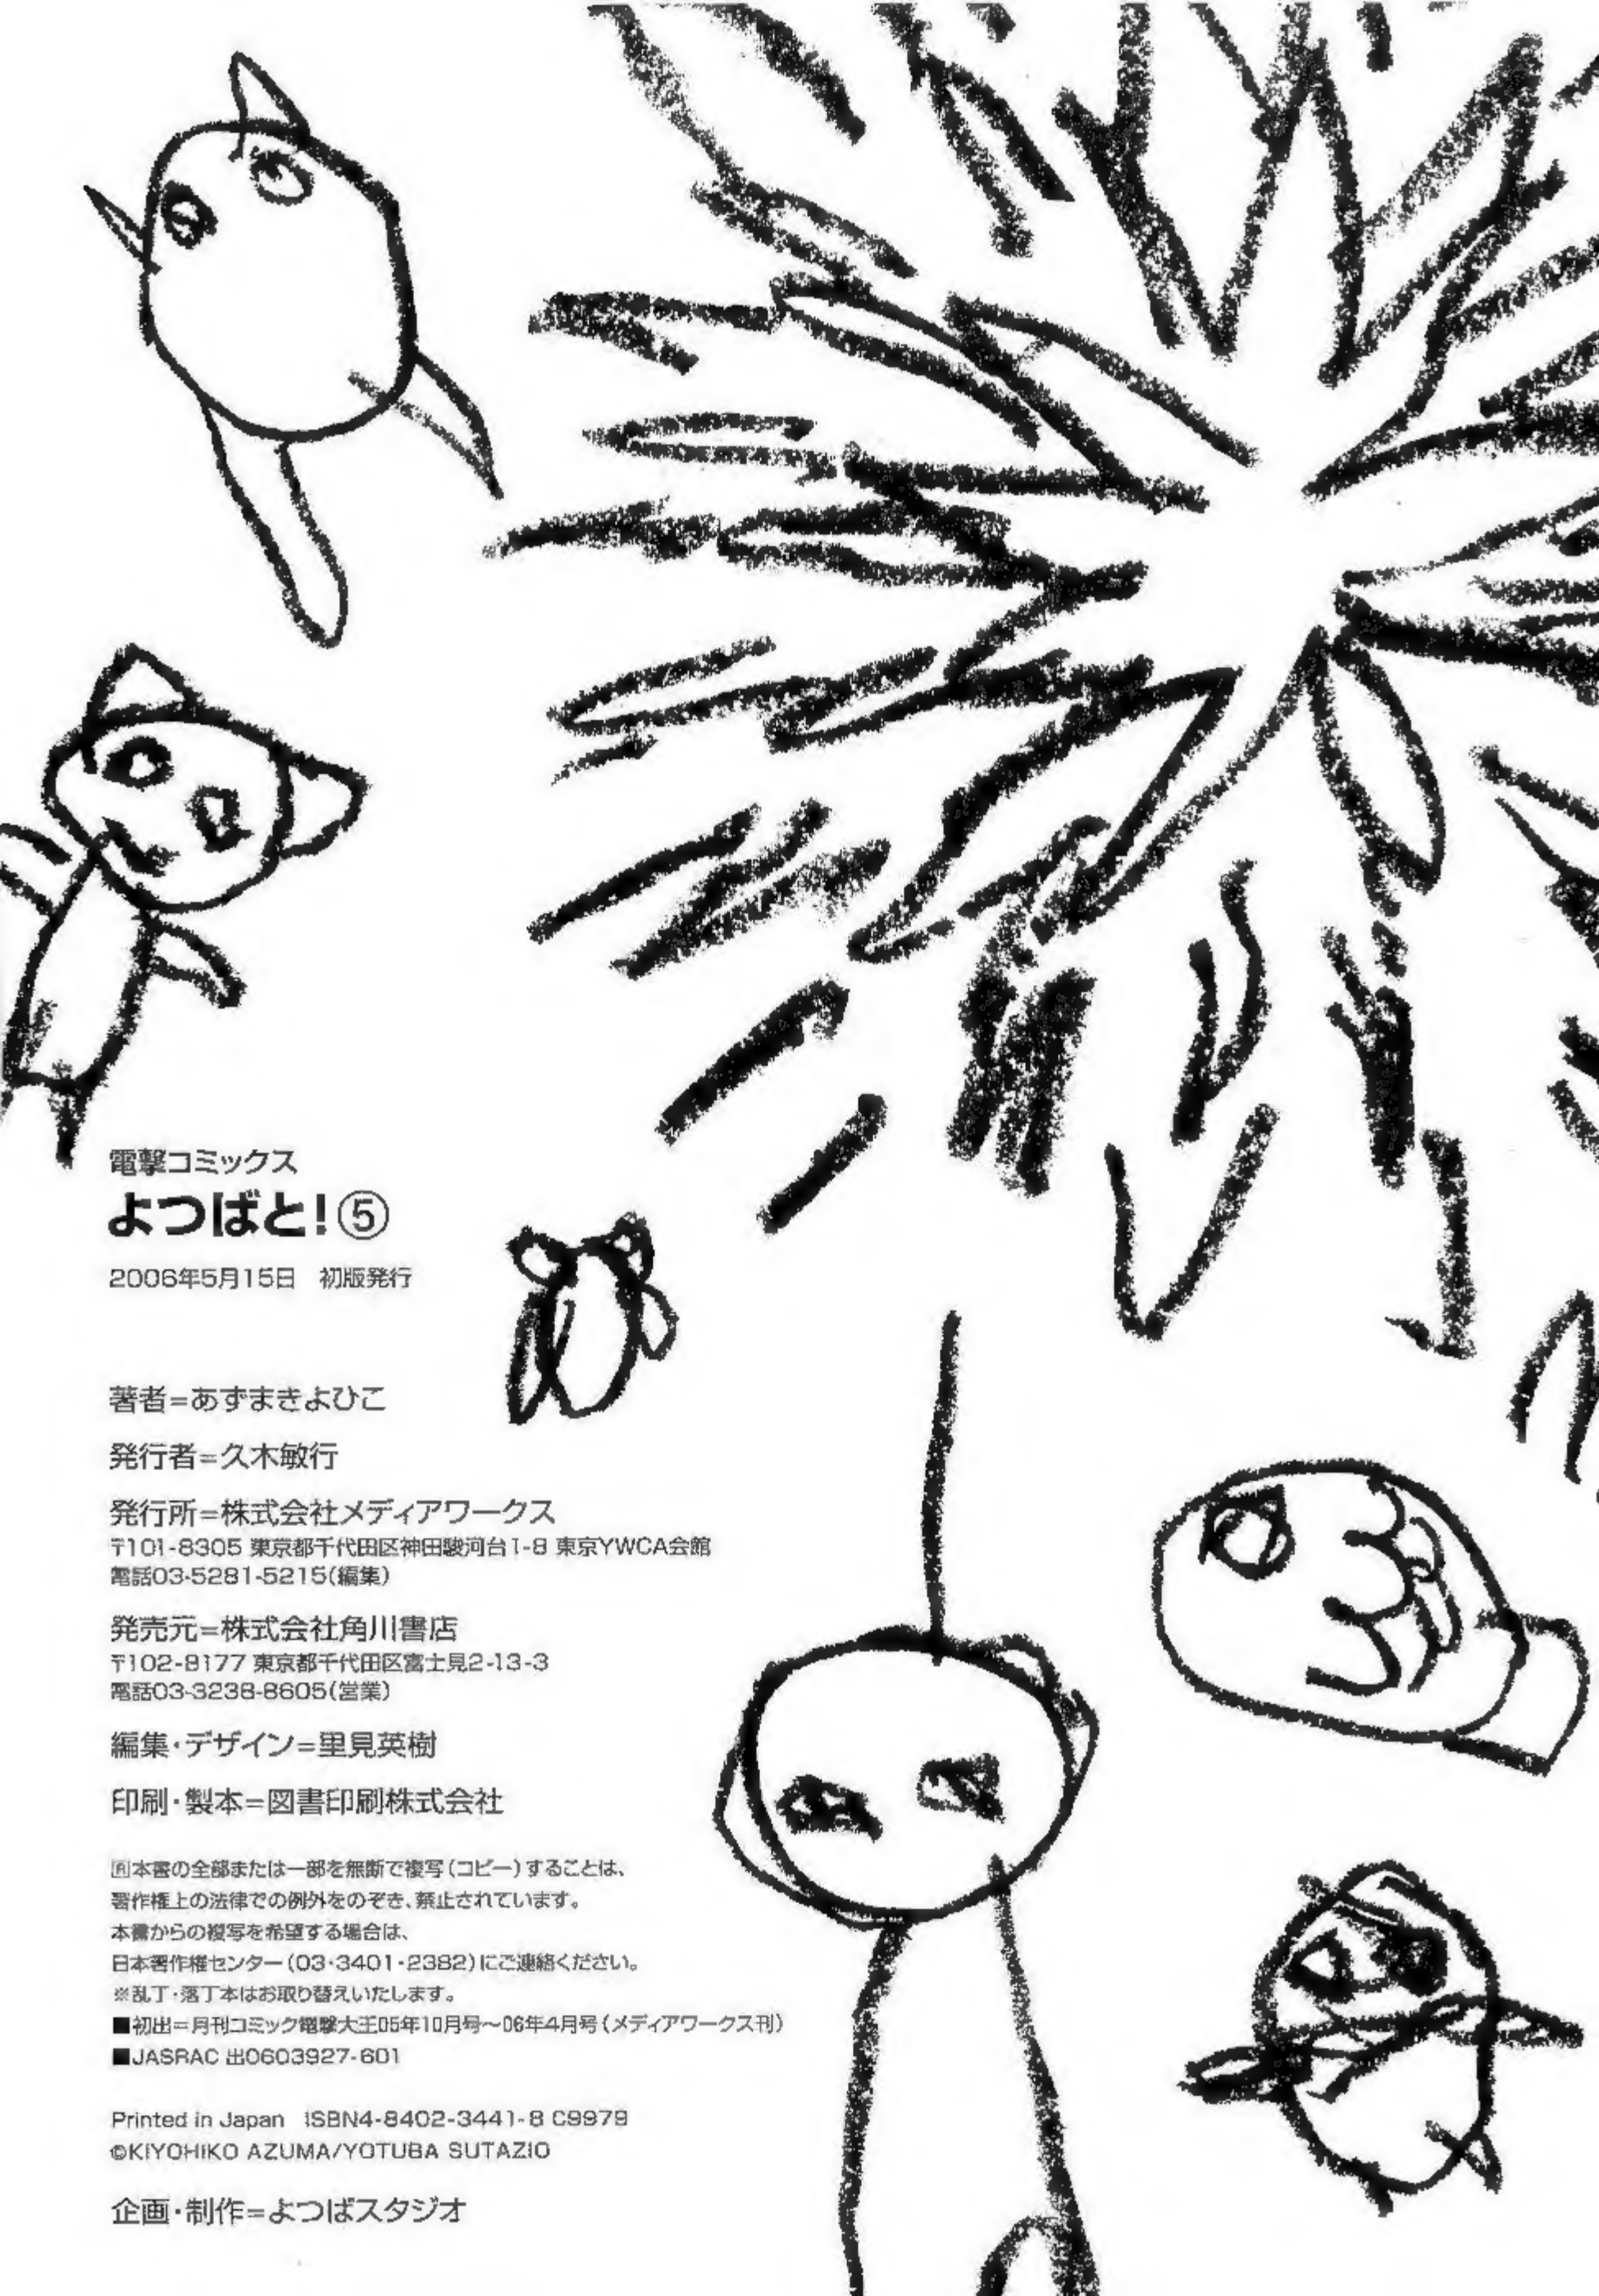 電撃コミックス
よつばと!⑤
2006年5月15日　初版発行
著者=あずまきよひこ
発行者=久木敏行
発行所=株式会社メディアワークス
〒101-8305 東京都千代田区神田駿河台1-8 東京YWCA会館
電話03-5281-5215(編集)
発売元=株式会社角川書店
〒102-8177 東京都千代田区富士見2-13-3
電話03-3238-8605(営業)
編集・デザイン=里見英樹
印刷・製本=図書印刷株式会社
本書の全部または一部を無断で複写(コピー)することは、
著作権上の法律での例外をのぞき、禁止されています。
本書からの複写を希望する場合は、
日本著作権センター(03・3401・2382)にご連絡ください。
※乱丁・落丁本はお取り替えいたします。
■初出=月刊コミック電撃大王05年10月号〜06年4月号(メディアワークス刊)
■JASRAC 出0603927-601
Printed in Japan　ISBN4-8402-3441-8 C9979
©KIYOHIKO AZUMA/YOTUBA SUTAZIO
企画・制作=よつばスタジオ